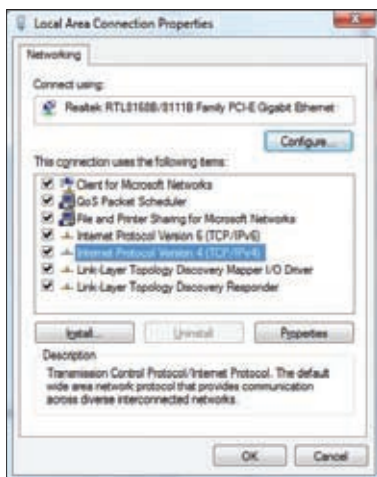 Local Area Connection Properties
Networking
Connect using:
Realtek RTL8168B/8111B Family PCI-E Gigabit Ethernet
Configure...
This connection uses the following items:
Client for Microsoft Networks
QoS Packet Scheduler
File and Printer Sharing for Microsoft Networks
Internet Protocol Version 6 (TCP/IPv6)
Internet Protocol Version 4 (TCP/IPv4)
Link-Layer Topology Discovery Mapper I/O Driver
Link-Layer Topology Discovery Responder
Install... Uninstall Properties
Description
Transmission Control Protocol/Internet Protocol. The default
wide area network protocol that provides communication
across diverse interconnected networks.
OK Cancel